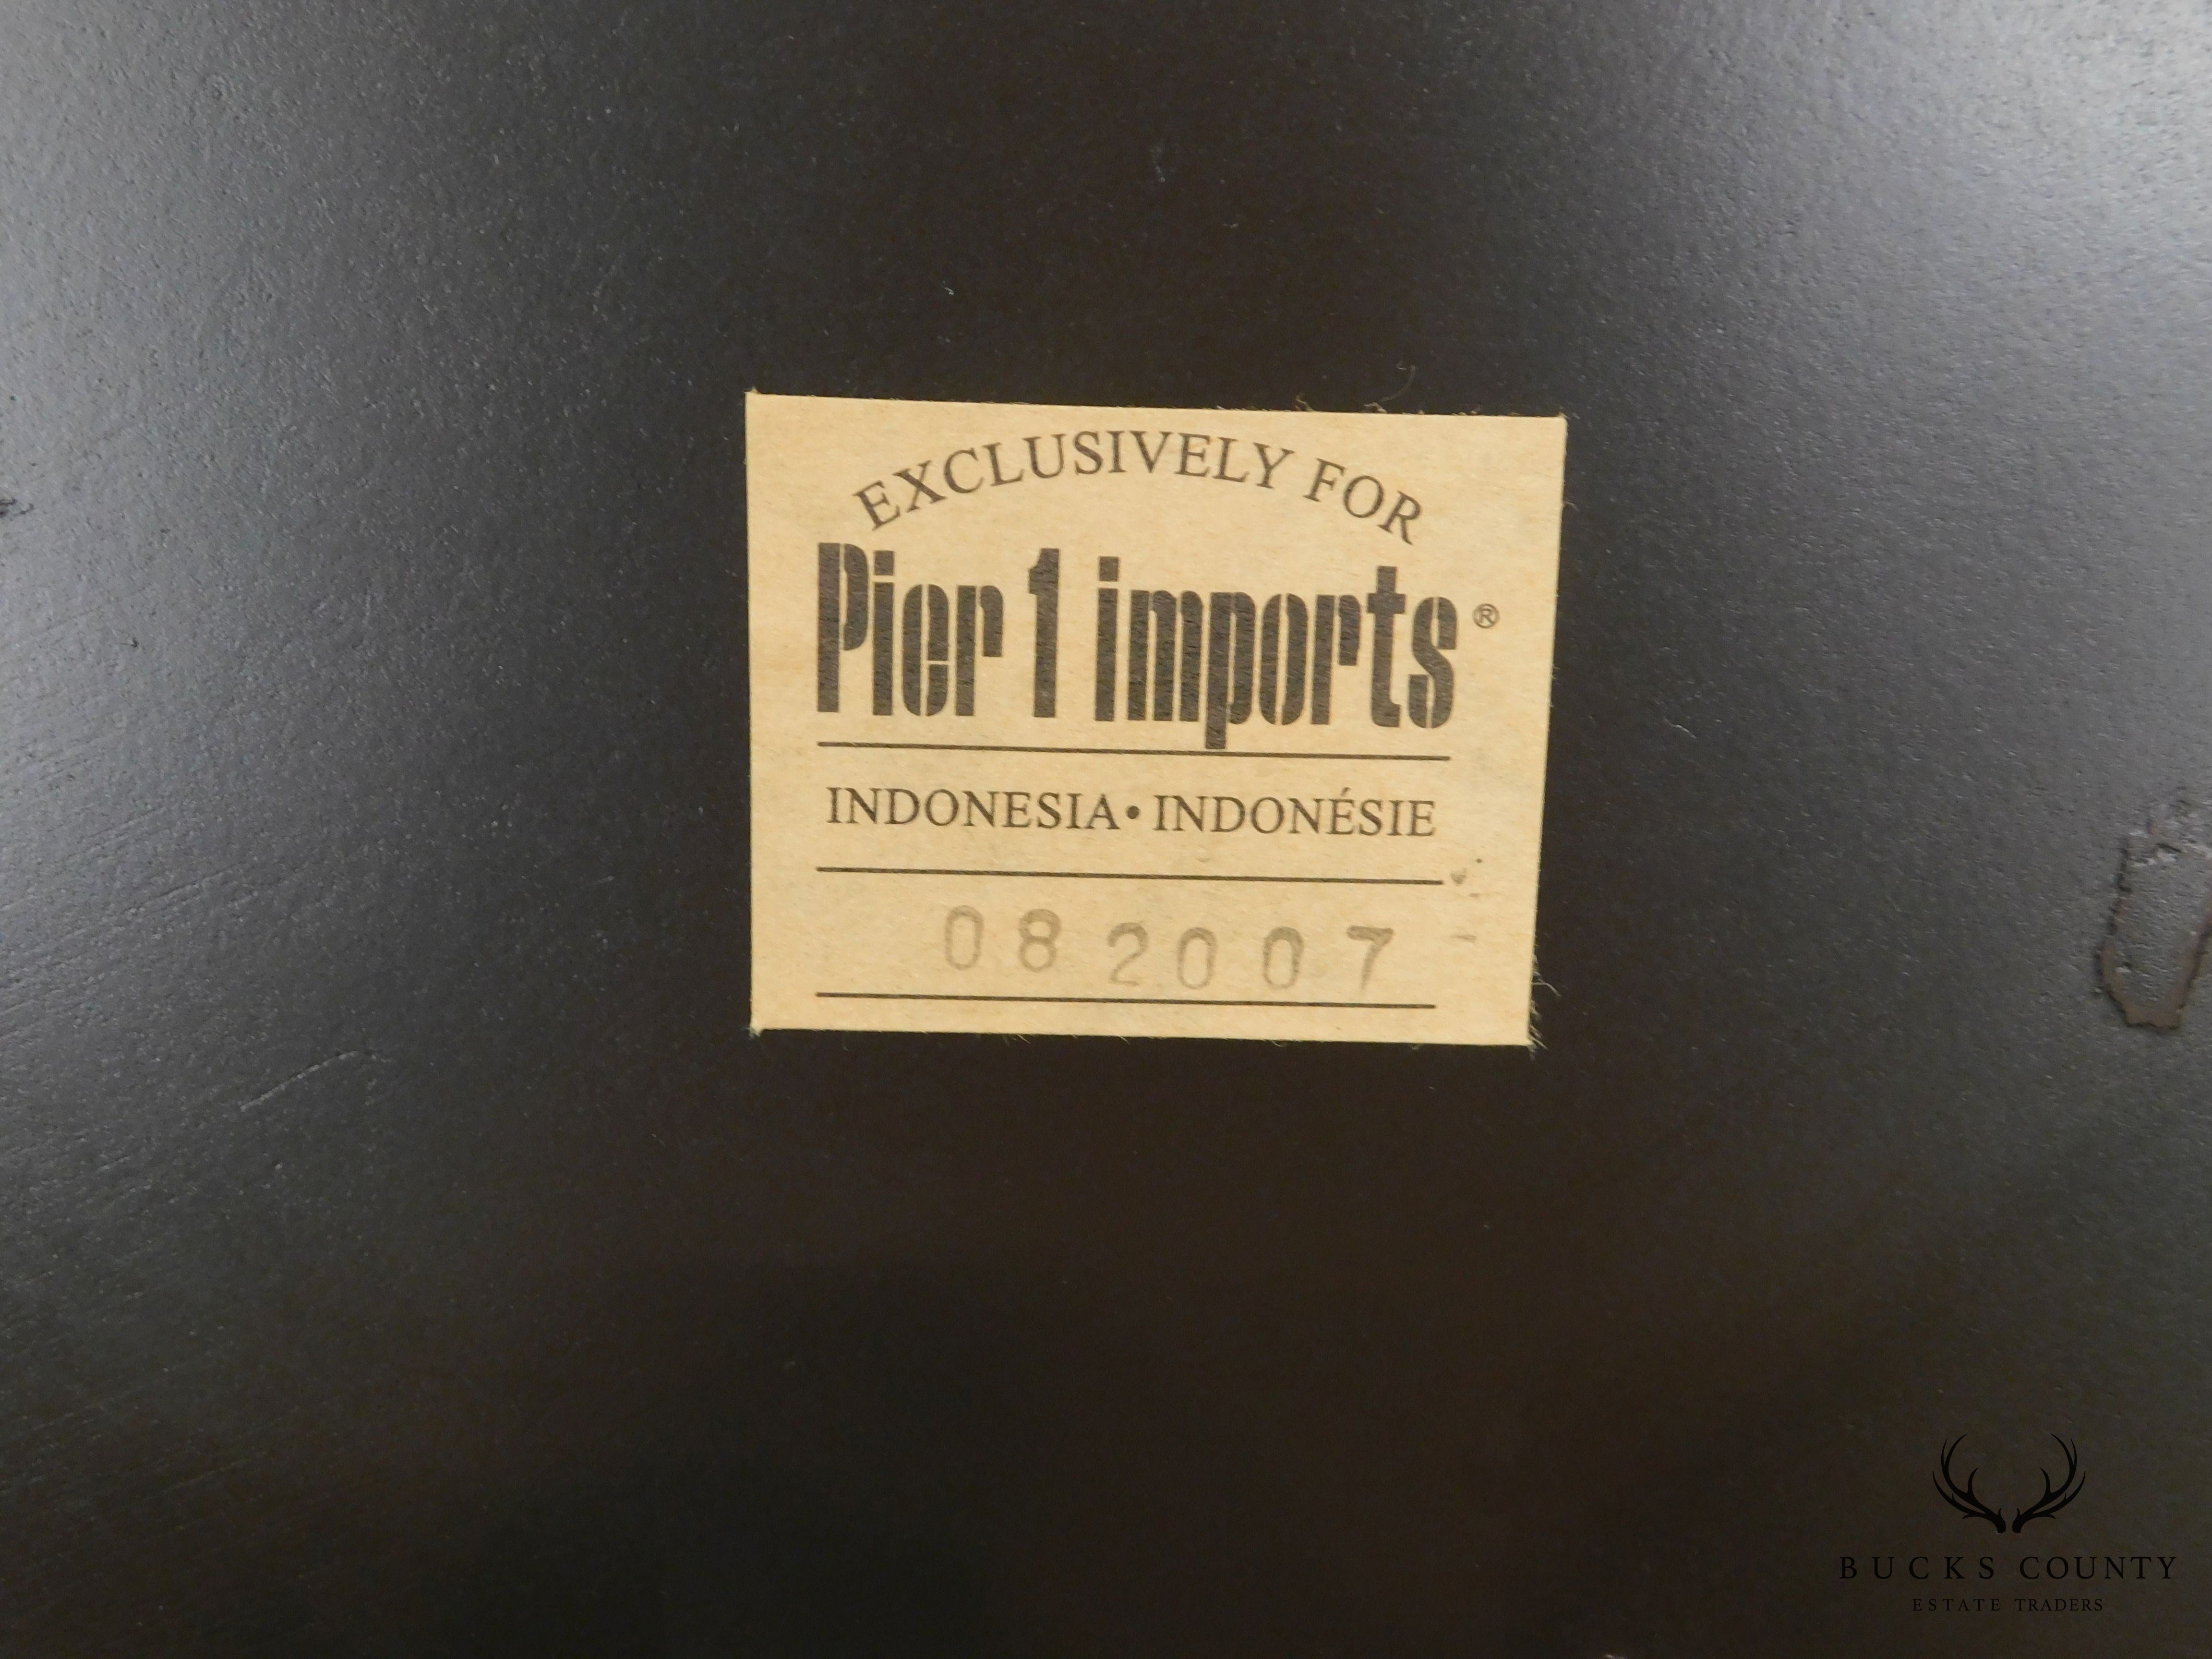 EXCLUSIVELY FOR
Pier 1 imports®
INDONESIA • INDONÉSIE
082007
BUCKS COUNTY
ESTATE TRADERS